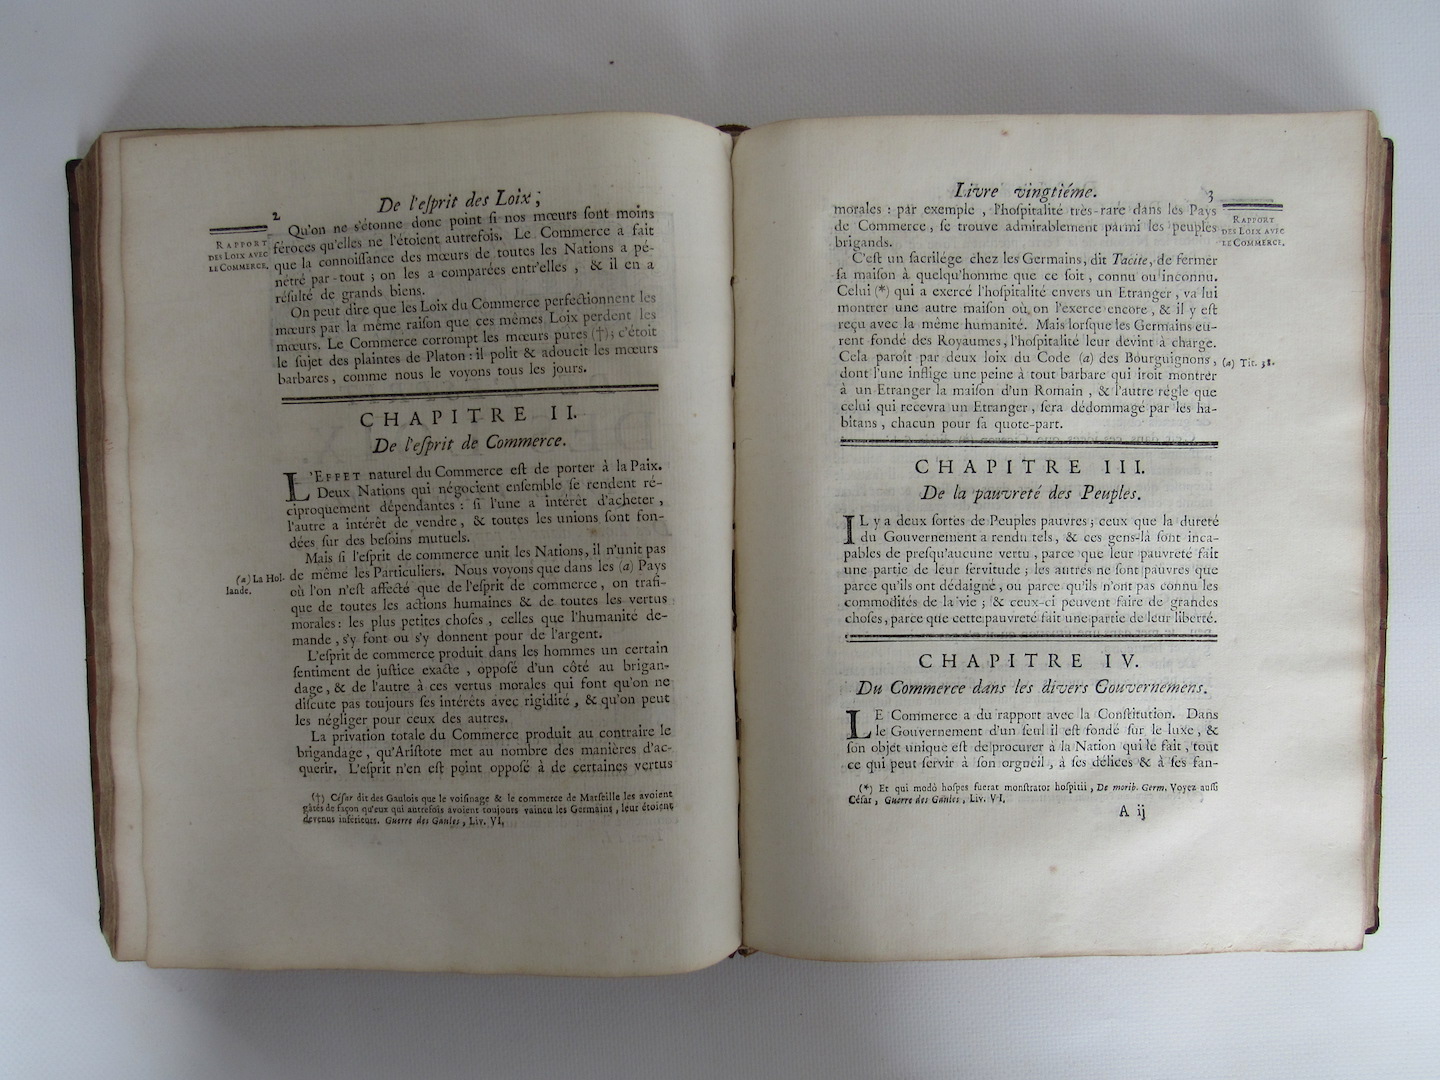 2
De l'eſprit des Loix;
RAPPORT
DES LOIX AVEC
LE COMMERCE.
Qu'on ne s'étonne donc point ſi nos mœurs ſont moins
féroces qu'elles ne l'étoient autrefois. Le Commerce a fait
que la connoiſſance des mœurs de toutes les Nations a pé-
nétré par-tout; on les a comparées entr'elles, & il en a
réſulté de grands biens.
On peut dire que les Loix du Commerce perfectionnent les
mœurs par la même raiſon que ces mêmes Loix perdent les
mœurs. Le Commerce corrompt les mœurs pures (†); c'étoit
le ſujet des plaintes de Platon: il polit & adoucit les mœurs
barbares, comme nous le voyons tous les jours.
CHAPITRE II.
De l'eſprit de Commerce.
L'EFFET naturel du Commerce eſt de porter à la Paix.
Deux Nations qui négocient enſemble ſe rendent ré-
ciproquement dépendantes: ſi l'une a intérêt d'acheter,
l'autre a intérêt de vendre, & toutes les unions ſont fon-
dées ſur des beſoins mutuels.
Mais ſi l'eſprit de commerce unit les Nations, il n'unit pas
de même les Particuliers. Nous voyons que dans les (a) Pays
(a) La Hol-
lande.
où l'on n'eſt affecté que de l'eſprit de commerce, on trafi-
que de toutes les actions humaines & de toutes les vertus
morales: les plus petites choſes, celles que l'humanité de-
mande, s'y font ou s'y donnent pour de l'argent.
L'eſprit de commerce produit dans les hommes un certain
ſentiment de juſtice exacte, oppoſé d'un côté au brigan-
dage, & de l'autre à ces vertus morales qui font qu'on ne
diſcute pas toujours ſes intérêts avec rigidité, & qu'on peut
les négliger pour ceux des autres.
La privation totale du Commerce produit au contraire le
brigandage, qu'Ariſtote met au nombre des manières d'ac-
querir. L'eſprit n'en eſt point oppoſé à de certaines vertus
(†) Céſar dit des Gaulois que le voiſinage & le commerce de Marſeille les avoient
gâtés de façon qu'eux qui autrefois avoient toujours vaincu les Germains, leur étoient
devenus inférieurs. Guerre des Gaules, Liv. VI,
Livre vingtiéme.
3
RAPPORT
DES LOIX AVEC
LE COMMERCE.
morales: par exemple, l'hoſpitalité très-rare dans les Pays
de Commerce, ſe trouve admirablement parmi les peuples
brigands.
C'eſt un ſacrilége chez les Germains, dit Tacite, de fermer
ſa maiſon à quelqu'homme que ce ſoit, connu ou inconnu.
Celui (*) qui a exercé l'hoſpitalité envers un Etranger, va lui
montrer une autre maiſon où on l'exerce encore, & il y eſt
reçu avec la même humanité. Mais lorſque les Germains eu-
rent fondé des Royaumes, l'hoſpitalité leur devint à charge.
Cela paroît par deux loix du Code (a) des Bourguignons,
(a) Tit. 38.
dont l'une inflige une peine à tout barbare qui iroit montrer
à un Etranger la maiſon d'un Romain, & l'autre régle que
celui qui recevra un Etranger, ſera dédommagé par les ha-
bitans, chacun pour ſa quote-part.
CHAPITRE III.
De la pauvreté des Peuples.
IL y a deux ſortes de Peuples pauvres; ceux que la dureté
du Gouvernement a rendu tels, & ces gens-là ſont inca-
pables de preſqu'aucune vertu, parce que leur pauvreté fait
une partie de leur ſervitude; les autres ne ſont pauvres que
parce qu'ils ont dédaigné, ou parce qu'ils n'ont pas connu les
commodités de la vie; & ceux-ci peuvent faire de grandes
choſes, parce que cette pauvreté fait une partie de leur liberté.
CHAPITRE IV.
Du Commerce dans les divers Gouvernemens.
LE Commerce a du rapport avec la Conſtitution. Dans
le Gouvernement d'un ſeul il eſt fondé ſur le luxe, &
ſon objet unique eſt de procurer à la Nation qui le fait, tout
ce qui peut ſervir à ſon orgueil, à ſes délices & à ſes fan-
(*) Et qui modò hoſpes fuerat monſtrator hoſpitii, De morib. Germ. Voyez auſſi
Céſar, Guerre des Gaules, Liv. VI,
A ij